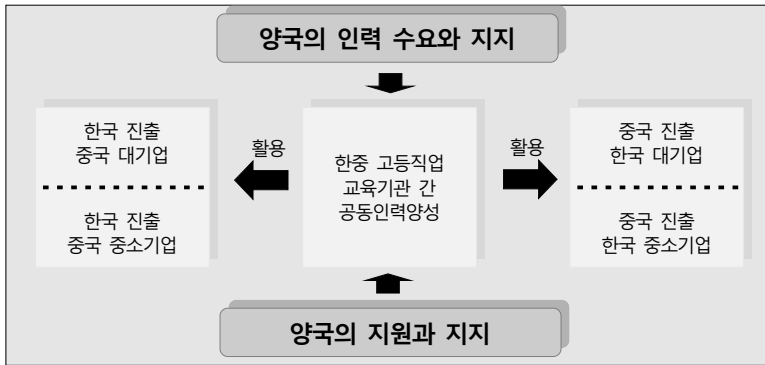 양국의 인력 수요와 지지
한국 진출
중국 대기업
한국 진출
중국 중소기업
활용
한중 고등직업
교육기관 간
공동인력양성
활용
중국 진출
한국 대기업
중국 진출
한국 중소기업
양국의 지원과 지지